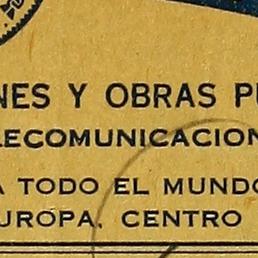 NES Y OBRAS PU
LECOMUNICACION
A TODO EL MUNDO
UROPA, CENTRO